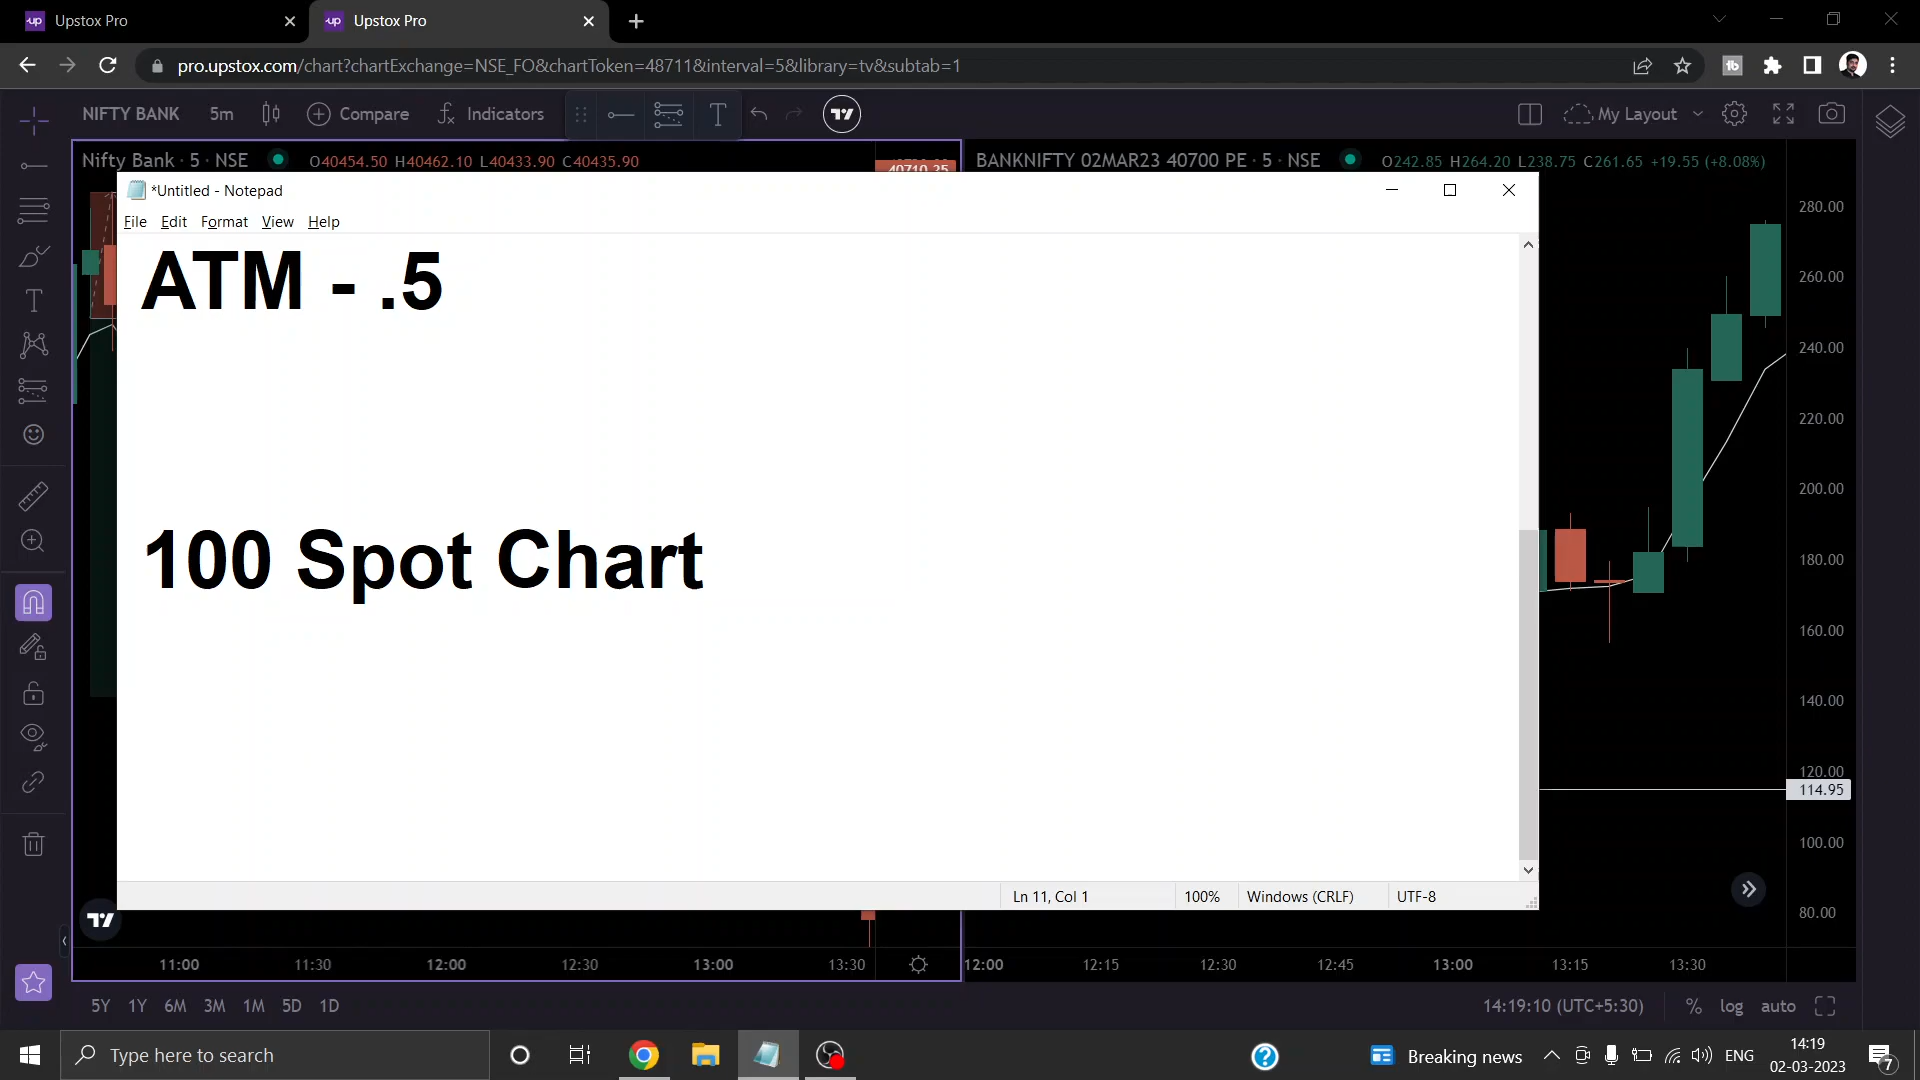 up Upstox Pro
up Upstox Pro
pro.upstox.com/chart?chartExchange=NSE_FO&chartToken=48711&interval=5&library=tv&subtab=1
NIFTY BANK 5m Compare Indicators T My Layout
Nifty Bank · 5 · NSE O40454.50 H40462.10 L40433.90 C40435.90
BANKNIFTY 02MAR23 40700 PE · 5 · NSE O242.85 H264.20 L238.75 C261.65 +19.55 (+8.08%)
*Untitled - Notepad
File Edit Format View Help
ATM - .5
100 Spot Chart
Ln 11, Col 1 100% Windows (CRLF) UTF-8
280.00
260.00
240.00
220.00
200.00
180.00
160.00
140.00
120.00
114.95
100.00
80.00
11:00 11:30 12:00 12:30 13:00 13:30
12:00 12:15 12:30 12:45 13:00 13:15 13:30
5Y 1Y 6M 3M 1M 5D 1D
14:19:10 (UTC+5:30) % log auto
Type here to search
Breaking news
ENG
14:19
02-03-2023
7